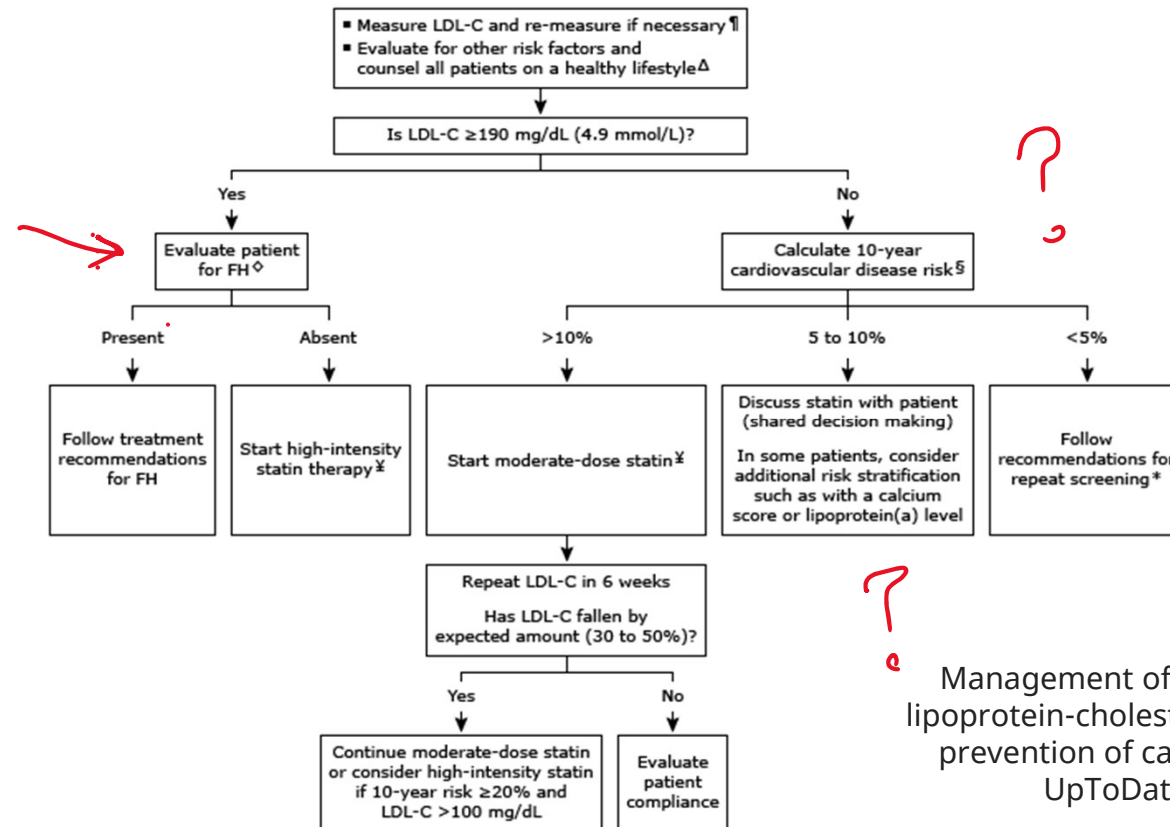 ▪ Measure LDL-C and re-measure if necessary¶
▪ Evaluate for other risk factors and
counsel all patients on a healthy lifestyleΔ
Is LDL-C ≥190 mg/dL (4.9 mmol/L)?
Yes
No
Evaluate patient
for FH◇
Calculate 10-year
cardiovascular disease risk§
Present
Absent
>10%
5 to 10%
<5%
Follow treatment
recommendations
for FH
Start high-intensity
statin therapy¥
Start moderate-dose statin¥
Discuss statin with patient
(shared decision making)
In some patients, consider
additional risk stratification
such as with a calcium
score or lipoprotein(a) level
Follow
recommendations for
repeat screening*
Repeat LDL-C in 6 weeks
Has LDL-C fallen by
expected amount (30 to 50%)?
Yes
No
Continue moderate-dose statin
or consider high-intensity statin
if 10-year risk ≥20% and
LDL-C >100 mg/dL
Evaluate
patient
compliance
?
?
Management of
lipoprotein-cholest
prevention of ca
UpToDat